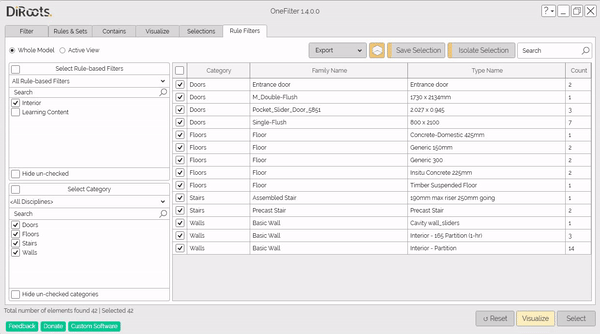 DiRoots
OneFilter 1.4.0.0
? -
Filter
Rules & Sets
Contains
Visualize
Selections
Rule Filters
Whole Model
Active View
Export
Save Selection
Isolate Selection
Search
Select Rule-based Filters
All Rule-based Filters
Search
Interior
Learning Content
Hide un-checked
Select Category
<All Disciplines>
Search
Doors
Floors
Stairs
Walls
Hide un-checked categories
Category Family Name Type Name Count
Doors Entrance door Entrance door 2
Doors M_Double-Flush 1730 x 2134mm 1
Doors Pocket_Slider_Door_5851 2.027 x 0.945 3
Doors Single-Flush 800 x 2100 7
Floors Floor Concrete-Domestic 425mm 1
Floors Floor Generic 150mm 2
Floors Floor Generic 300 2
Floors Floor Insitu Concrete 225mm 2
Floors Floor Timber Suspended Floor 1
Stairs Assembled Stair 190mm max riser 250mm going 1
Stairs Precast Stair Precast Stair 2
Walls Basic Wall Cavity wall_sliders 1
Walls Basic Wall Interior - 165 Partition (1-hr) 3
Walls Basic Wall Interior - Partition 14
Total number of elements found 42 | Selected 42
Feedback
Donate
Custom Software
Reset
Visualize
Select